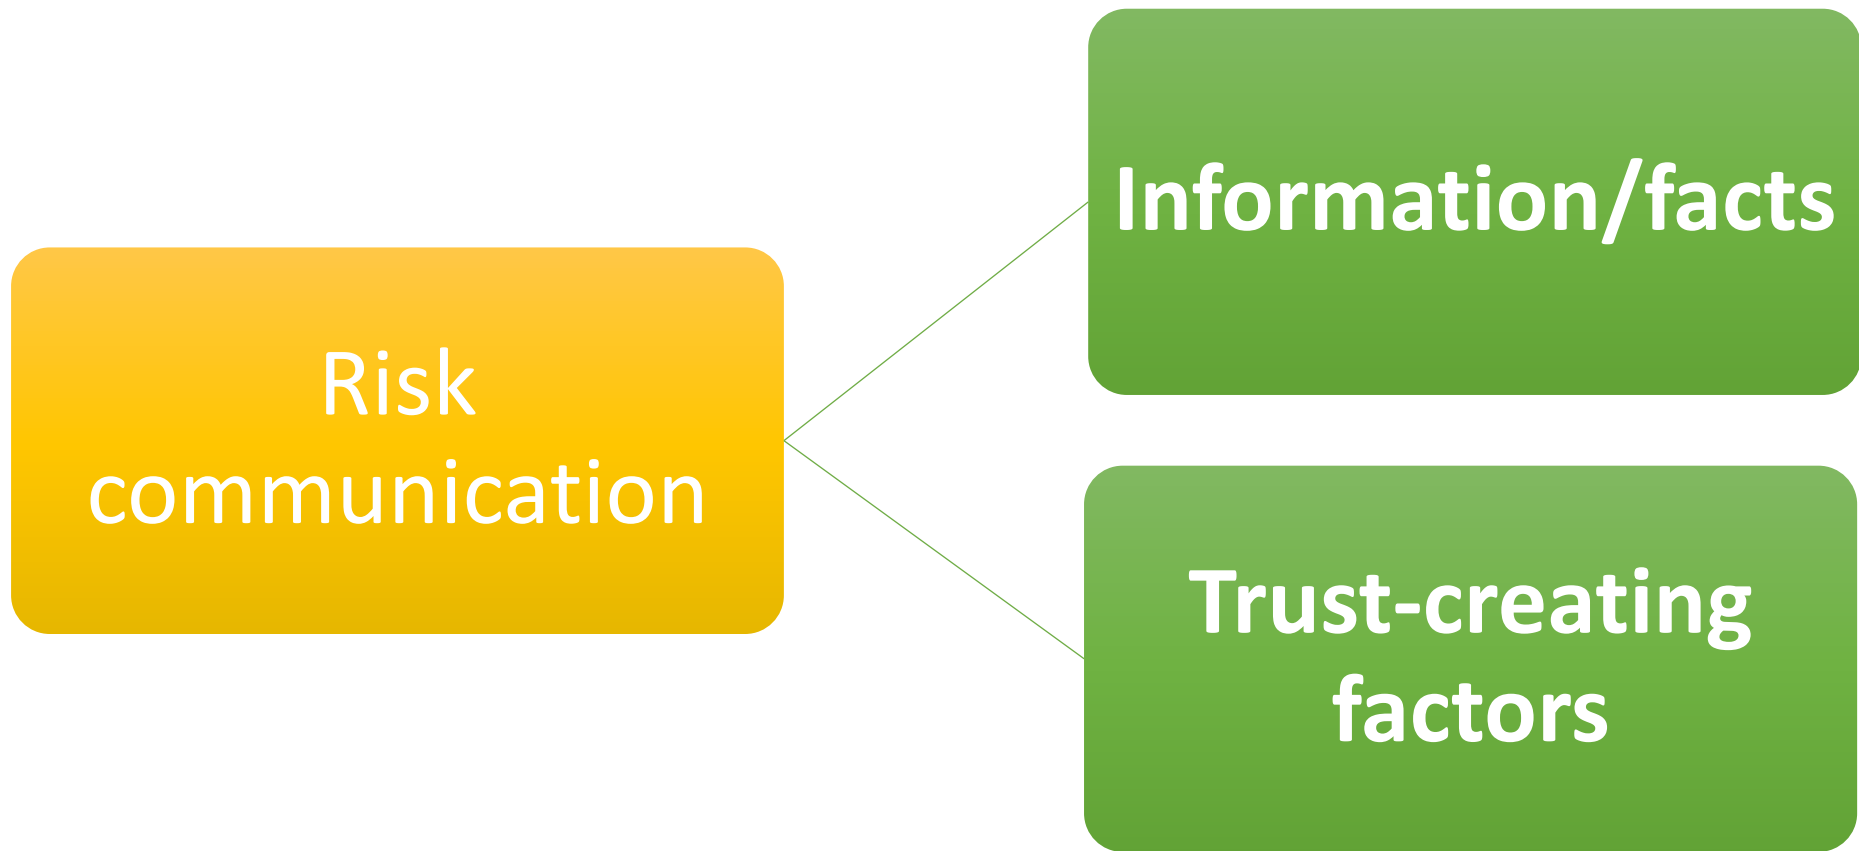 Risk
communication
Information/facts
Trust-creating
factors